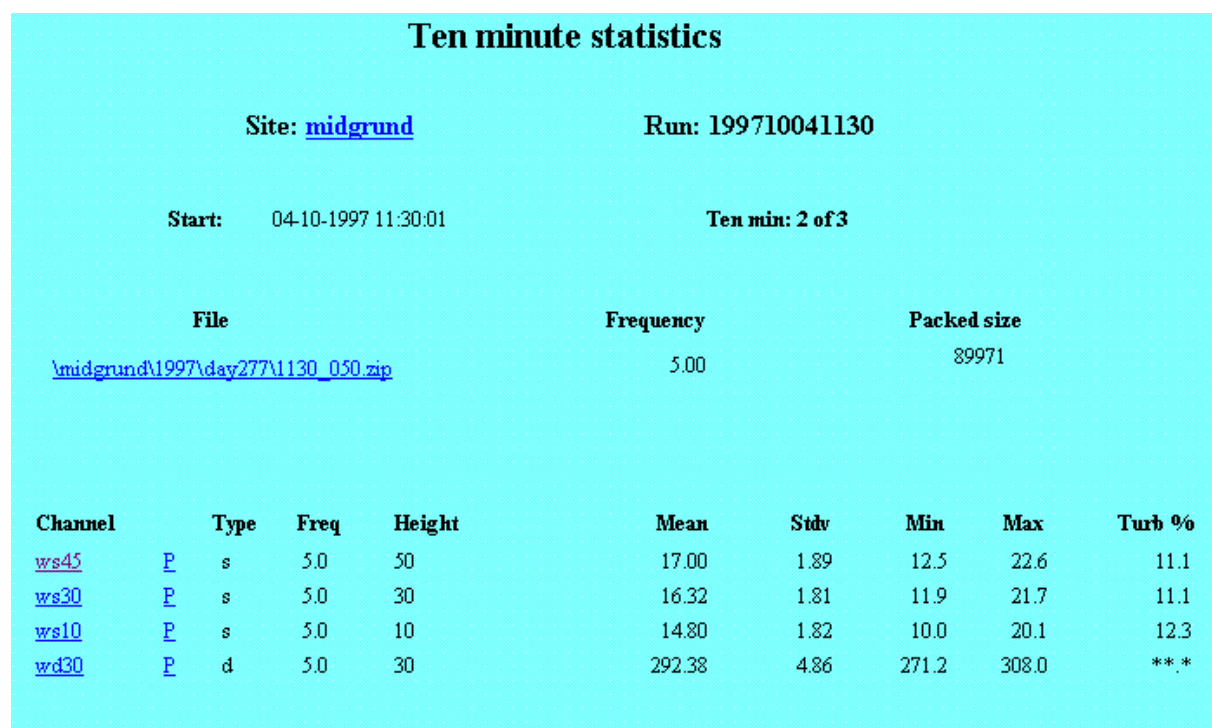 Ten minute statistics
Site: midgrund Run: 199710041130
Start: 04-10-1997 11:30:01 Ten min: 2 of 3
File Frequency Packed size
\midgrund\1997\day277\1130_050.zip 5.00 89971
Channel Type Freq Height Mean Stdv Min Max Turb %
ws45 P s 5.0 50 17.00 1.89 12.5 22.6 11.1
ws30 P s 5.0 30 16.32 1.81 11.9 21.7 11.1
ws10 P s 5.0 10 14.80 1.82 10.0 20.1 12.3
wd30 P d 5.0 30 292.38 4.86 271.2 308.0 **.*